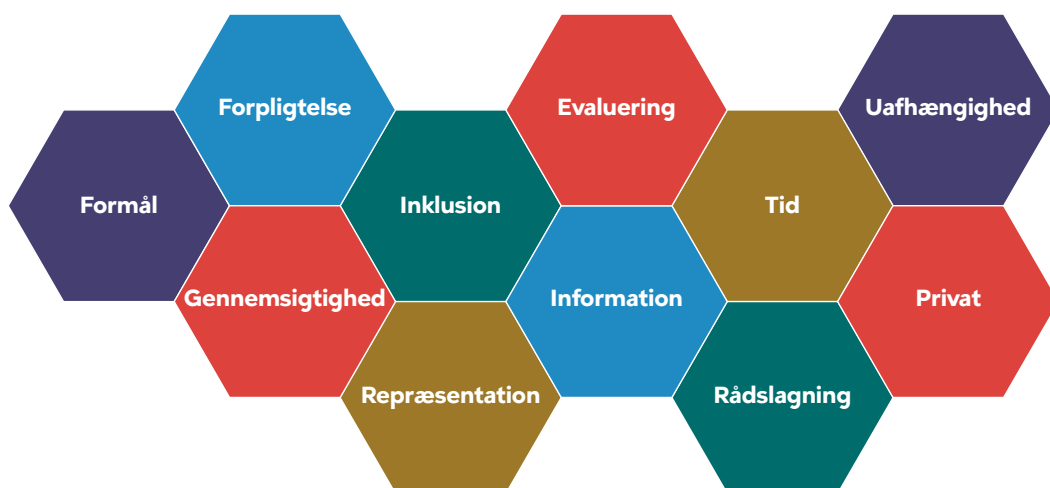 Forpligtelse
Evaluering
Uafhængighed
Formål
Inklusion
Tid
Gennemsigtighed
Information
Privat
Repræsentation
Rådslagning